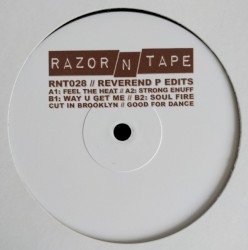 RAZOR N TAPE
RNT028 // REVEREND P EDITS
A1: FEEL THE HEAT // A2: STRONG ENUFF
B1: WAY U GET ME // B2: SOUL FIRE
CUT IN BROOKLYN // GOOD FOR DANCE